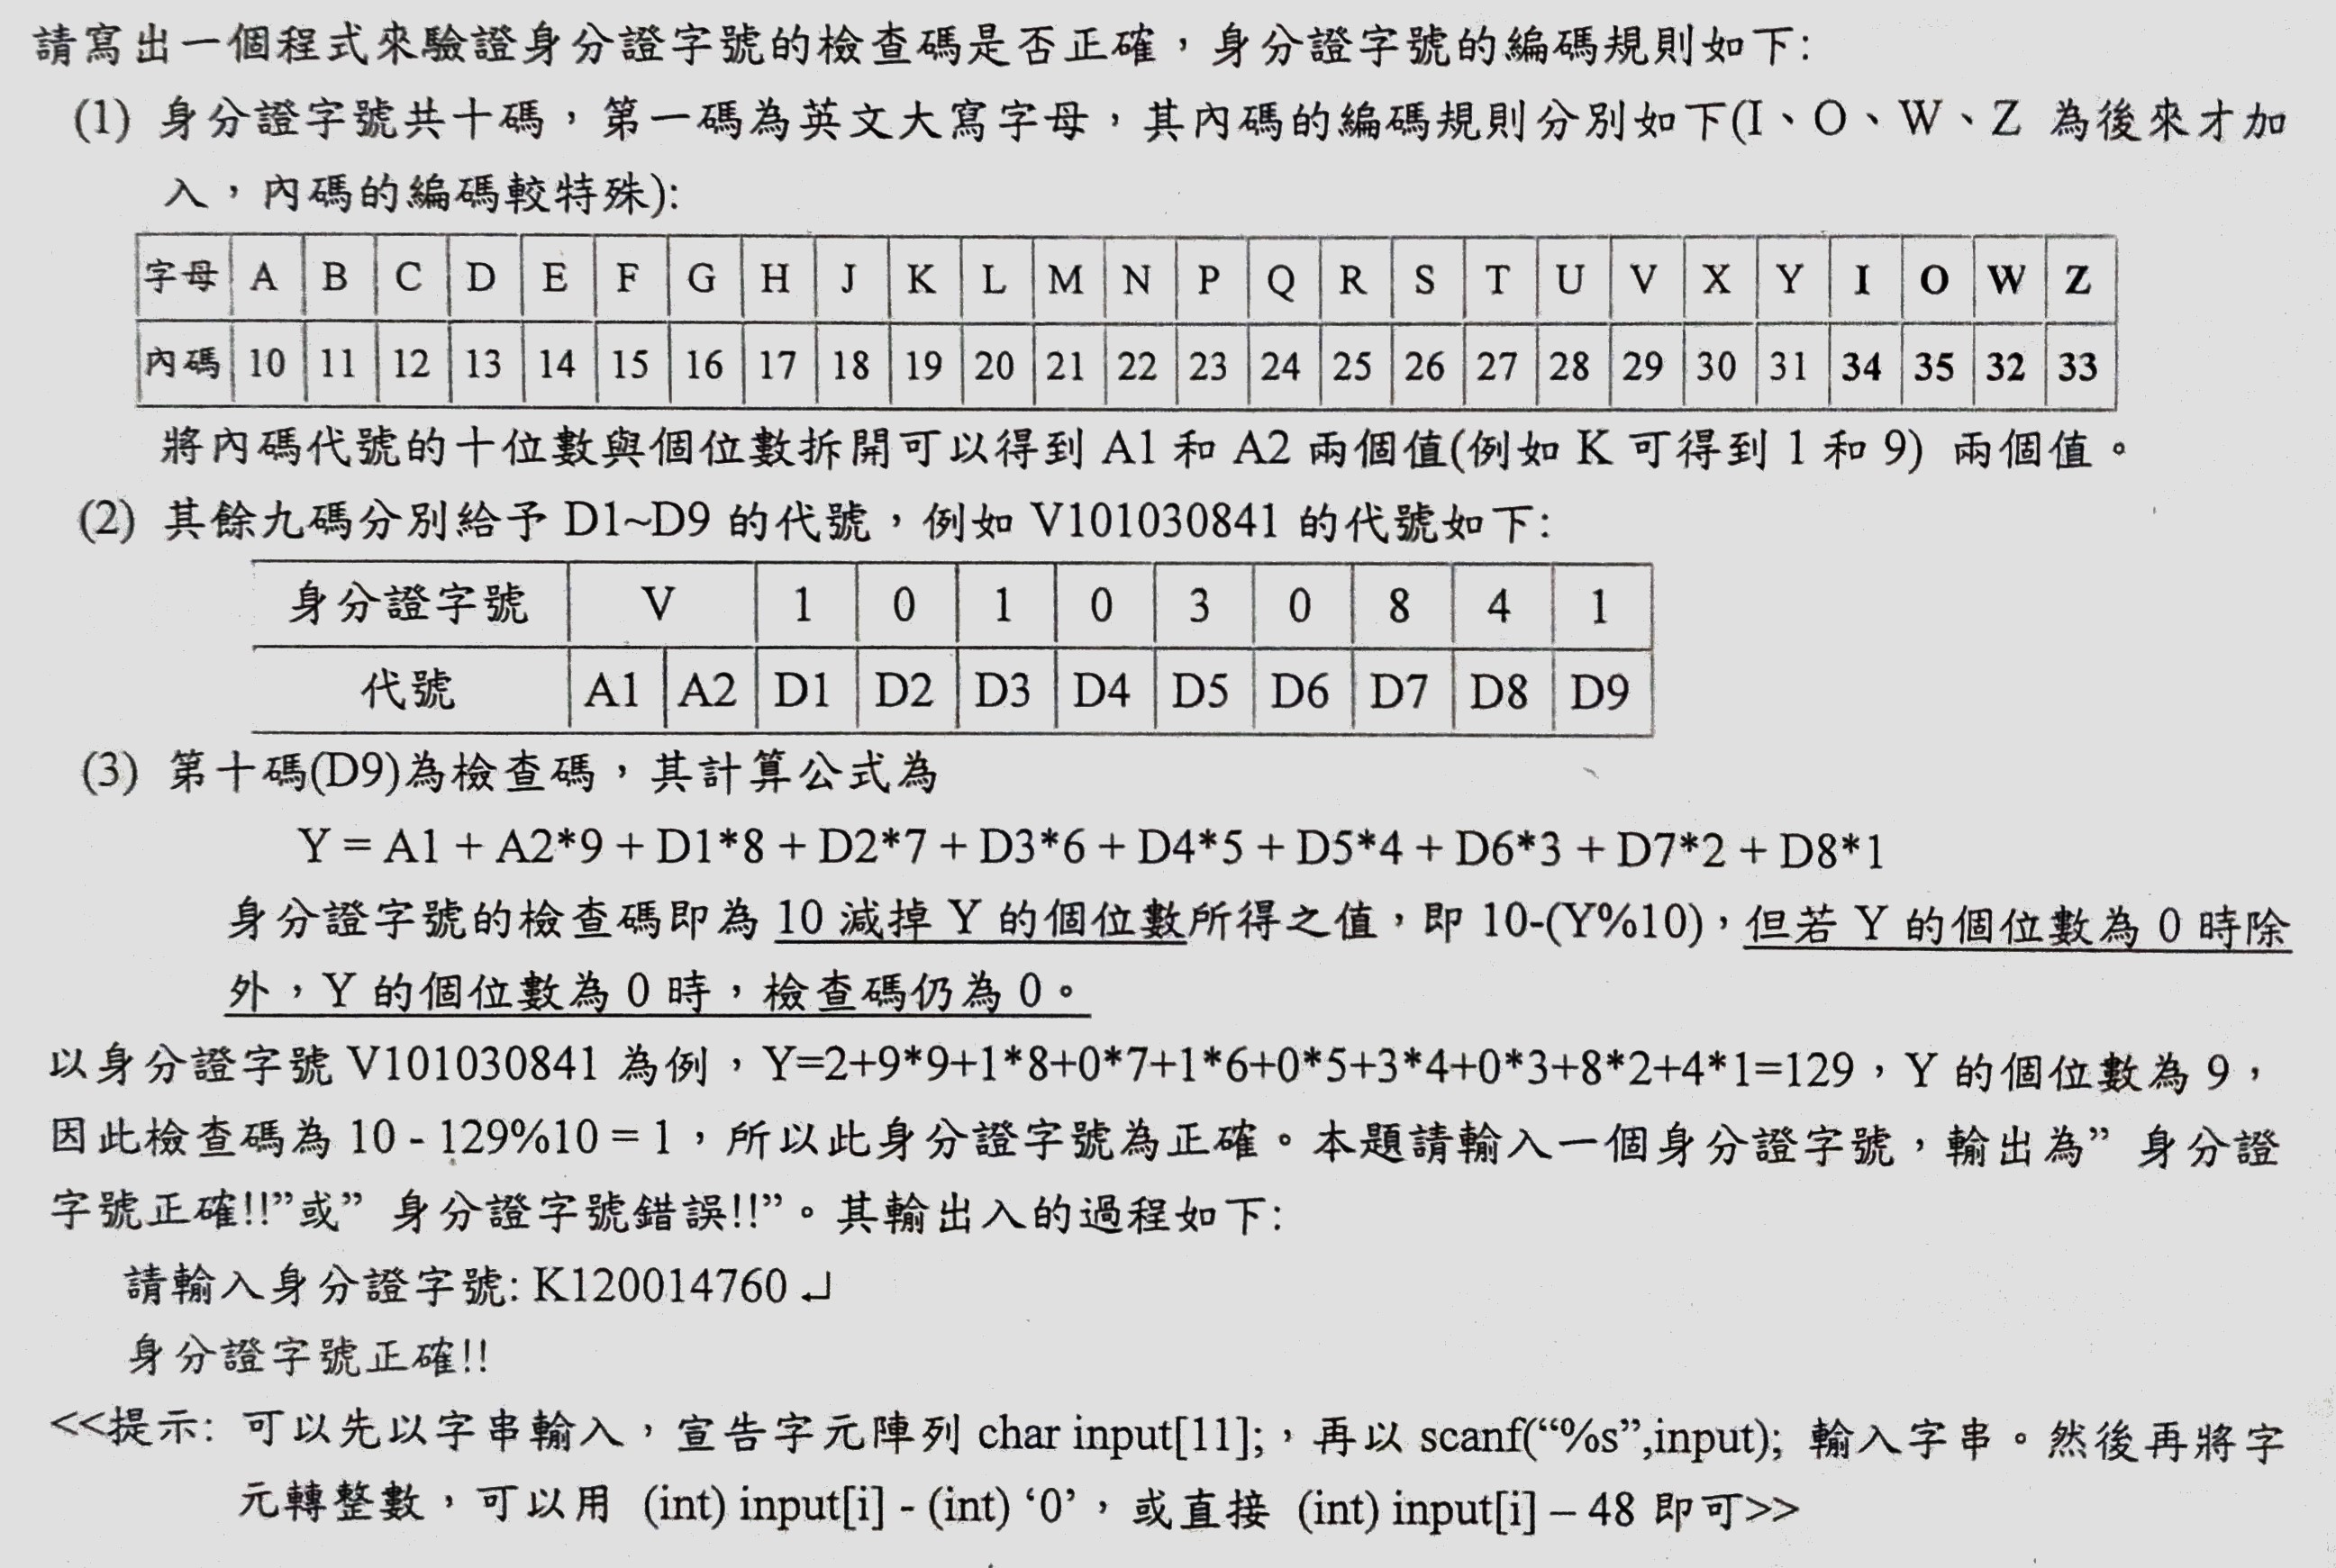 請寫出一個程式來驗證身分證字號的檢查碼是否正確，身分證字號的編碼規則如下:
(1) 身分證字號共十碼，第一碼為英文大寫字母，其內碼的編碼規則分別如下(I、O、W、Z 為後來才加
入，內碼的編碼較特殊):
字母 A B C D E F G H J K L M N P Q R S T U V X Y I O W Z
內碼 10 11 12 13 14 15 16 17 18 19 20 21 22 23 24 25 26 27 28 29 30 31 34 35 32 33
將內碼代號的十位數與個位數拆開可以得到 A1 和 A2 兩個值(例如 K 可得到 1 和 9) 兩個值。
(2) 其餘九碼分別給予 D1~D9 的代號，例如 V101030841 的代號如下:
身分證字號 V 1 0 1 0 3 0 8 4 1
代號 A1 A2 D1 D2 D3 D4 D5 D6 D7 D8 D9
(3) 第十碼(D9)為檢查碼，其計算公式為
Y = A1 + A2*9 + D1*8 + D2*7 + D3*6 + D4*5 + D5*4 + D6*3 + D7*2 + D8*1
身分證字號的檢查碼即為 10 減掉 Y 的個位數所得之值，即 10-(Y%10)，但若 Y 的個位數為 0 時除
外，Y 的個位數為 0 時，檢查碼仍為 0。
以身分證字號 V101030841 為例，Y=2+9*9+1*8+0*7+1*6+0*5+3*4+0*3+8*2+4*1=129，Y 的個位數為 9，
因此檢查碼為 10 - 129%10 = 1，所以此身分證字號為正確。本題請輸入一個身分證字號，輸出為” 身分證
字號正確!!”或” 身分證字號錯誤!!”。其輸出入的過程如下:
請輸入身分證字號: K120014760 ↵
身分證字號正確!!
<<提示: 可以先以字串輸入，宣告字元陣列 char input[11];，再以 scanf(“%s”,input); 輸入字串。然後再將字
元轉整數，可以用 (int) input[i] - (int) ‘0’，或直接 (int) input[i] – 48 即可>>